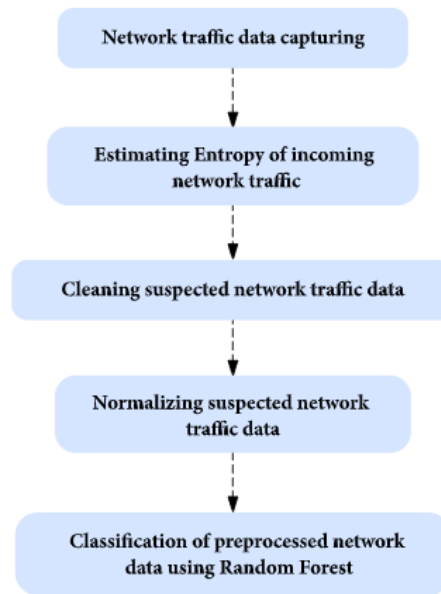 Network traffic data capturing
Estimating Entropy of incoming
network traffic
Cleaning suspected network traffic data
Normalizing suspected network
traffic data
Classification of preprocessed network
data using Random Forest